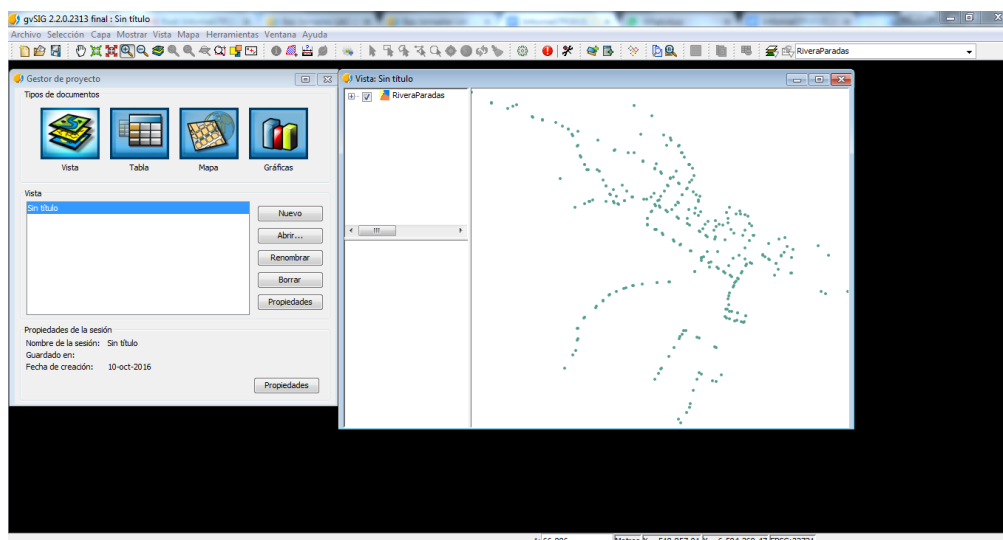 gvSIG 2.2.0.2313 final : Sin título
Archivo Selección Capa Mostrar Vista Mapa Herramientas Ventana Ayuda
RiveraParadas
Gestor de proyecto
Tipos de documentos
Vista Tabla Mapa Gráficas
Vista
Sin título
Nuevo
Abrir...
Renombrar
Borrar
Propiedades
Propiedades de la sesión
Nombre de la sesión: Sin título
Guardado en:
Fecha de creación: 10-oct-2016
Propiedades
Vista: Sin título
RiveraParadas